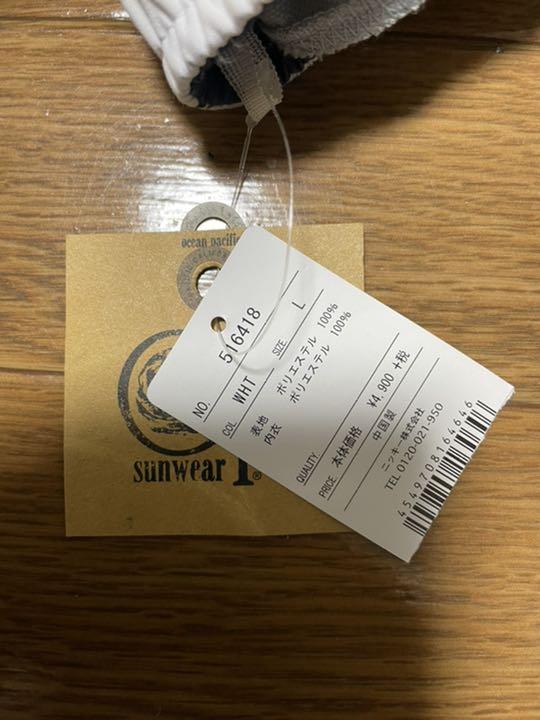 ocean pacific
sunwear
NO. 516418
COL WHT SIZE L
表地 ポリエステル 100%
内衣 ポリエステル 100%
QUALITY
PRICE 本体価格 ¥4,900 +税
中国製
ニッキー株式会社
TEL 0120-021-950
4549708164646